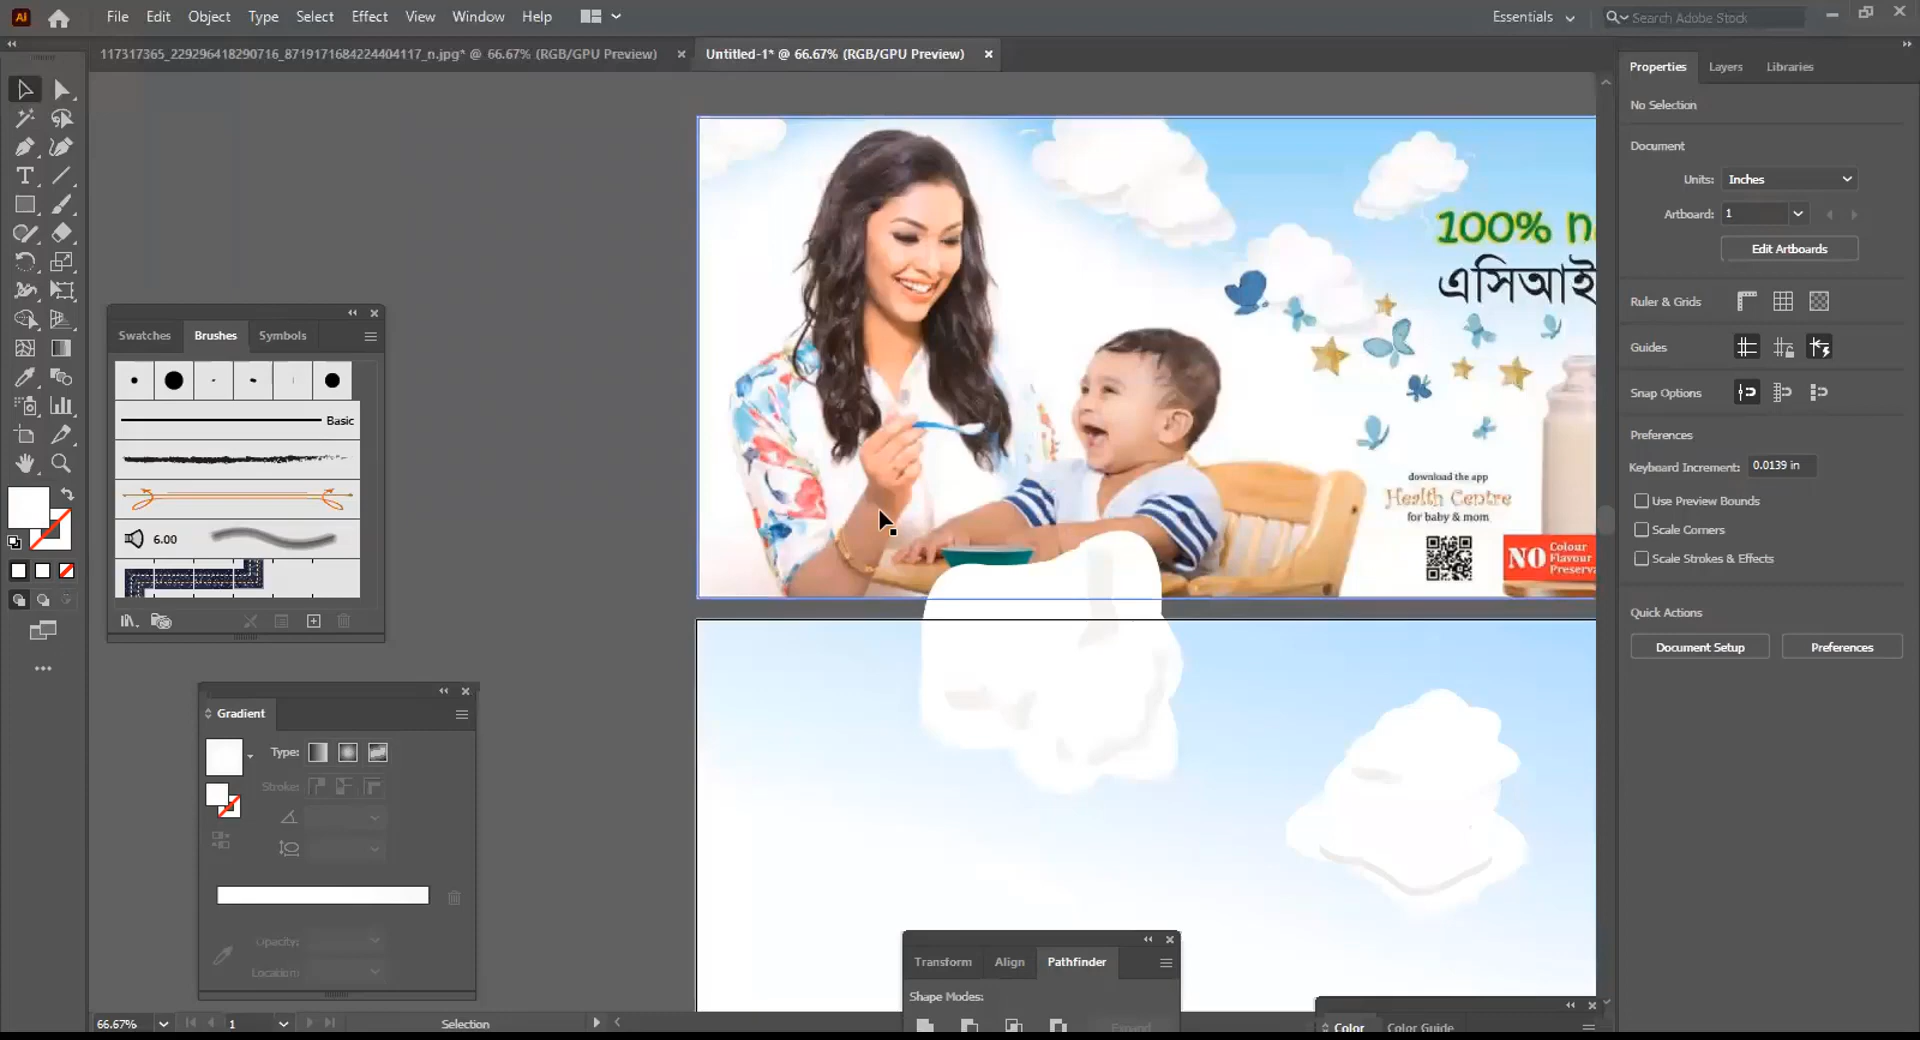 Ai
File Edit Object Type Select Effect View Window Help
Essentials
Search Adobe Stock
117317365_229296418290716_8719171684224404117_n.jpg* @ 66.67% (RGB/GPU Preview)
Untitled-1* @ 66.67% (RGB/GPU Preview)
Properties Layers Libraries
No Selection
Document
Units: Inches
Artboard: 1
Edit Artboards
Ruler & Grids
Guides
Snap Options
Preferences
Keyboard Increment: 0.0139 in
Use Preview Bounds
Scale Corners
Scale Strokes & Effects
Quick Actions
Document Setup Preferences
Swatches Brushes Symbols
Basic
6.00
Gradient
Type:
Stroke:
Opacity:
Location:
100% n
এসিআই
download the app
Health Centre
for baby & mom
NO Colour
Flavour
Preserva
Transform Align Pathfinder
Shape Modes:
Expand
Color Color Guide
66.67% 1 Selection